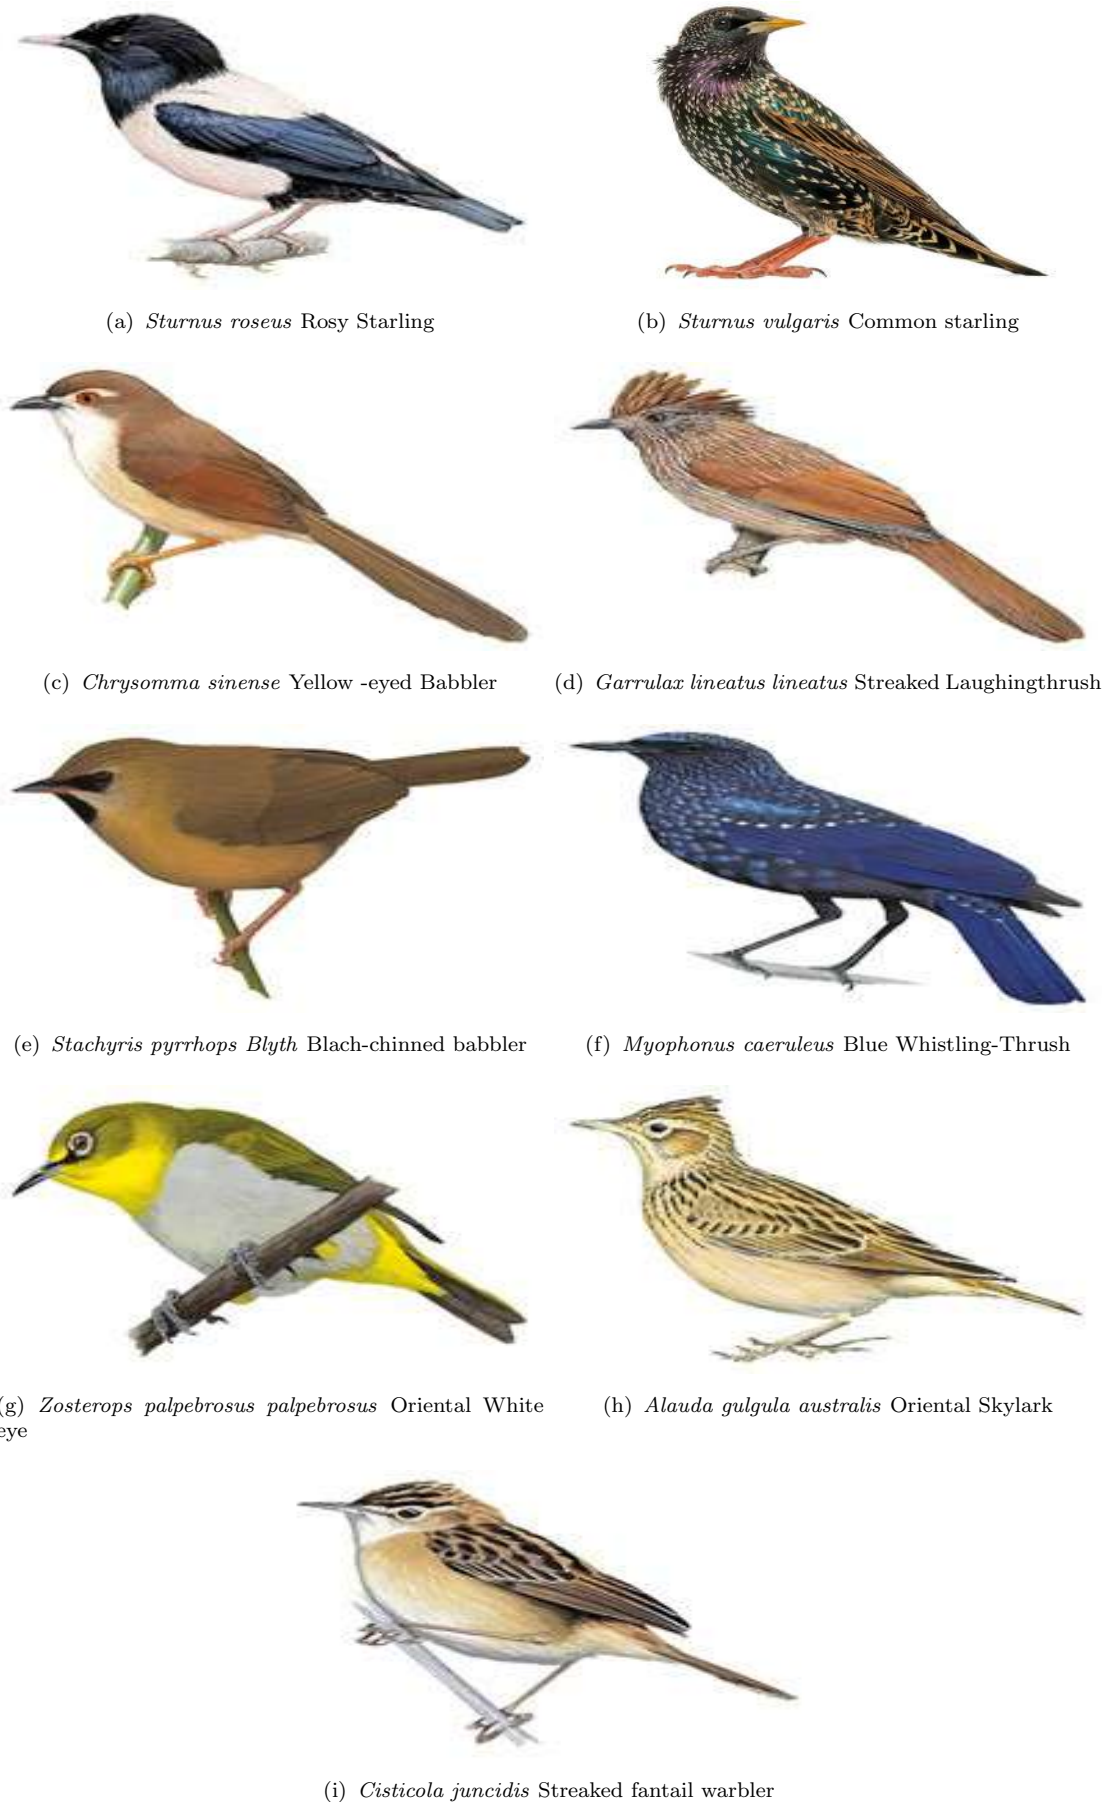 (a) Sturnus roseus Rosy Starling
(b) Sturnus vulgaris Common starling
(c) Chrysomma sinense Yellow -eyed Babbler
(d) Garrulax lineatus lineatus Streaked Laughingthrush
(e) Stachyris pyrrhops Blyth Blach-chinned babbler
(f) Myophonus caeruleus Blue Whistling-Thrush
(g) Zosterops palpebrosus palpebrosus Oriental White
eye
(h) Alauda gulgula australis Oriental Skylark
(i) Cisticola juncidis Streaked fantail warbler